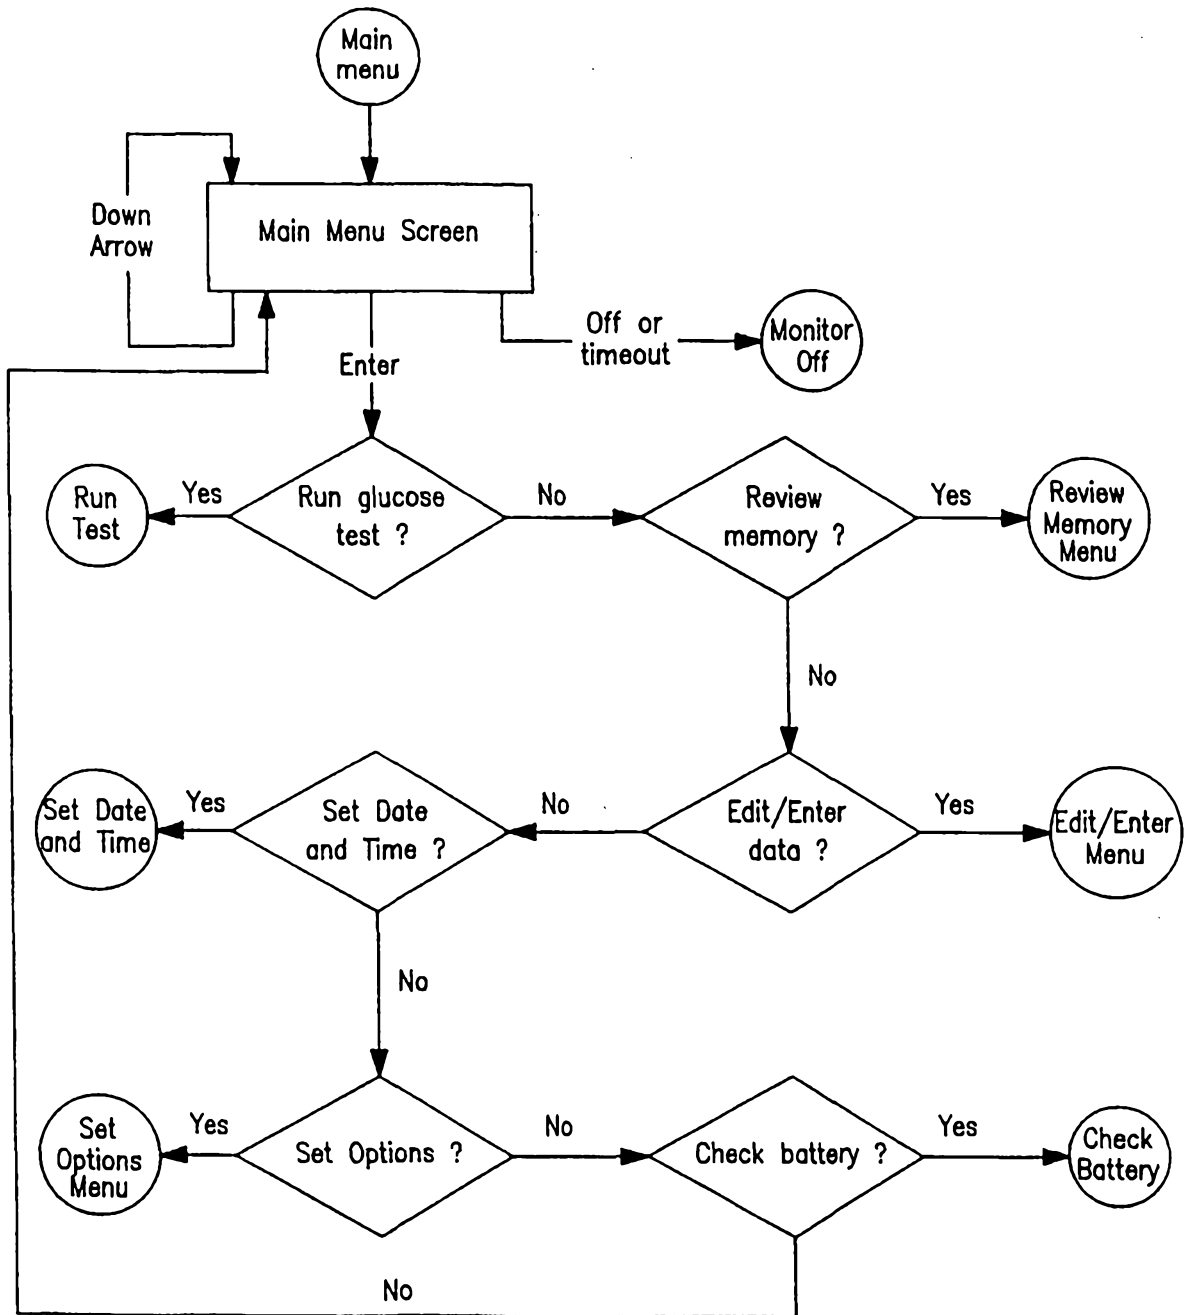 Main
menu
Down
Arrow
Main Menu Screen
Off or
timeout
Monitor
Off
Enter
Run
Test
Yes
Run glucose
test ?
No
Review
memory ?
Yes
Review
Memory
Menu
No
Set Date
and Time
Yes
Set Date
and Time ?
No
Edit/Enter
data ?
Yes
Edit/Enter
Menu
No
Set
Options
Menu
Yes
Set Options ?
No
Check battery ?
Yes
Check
Battery
No